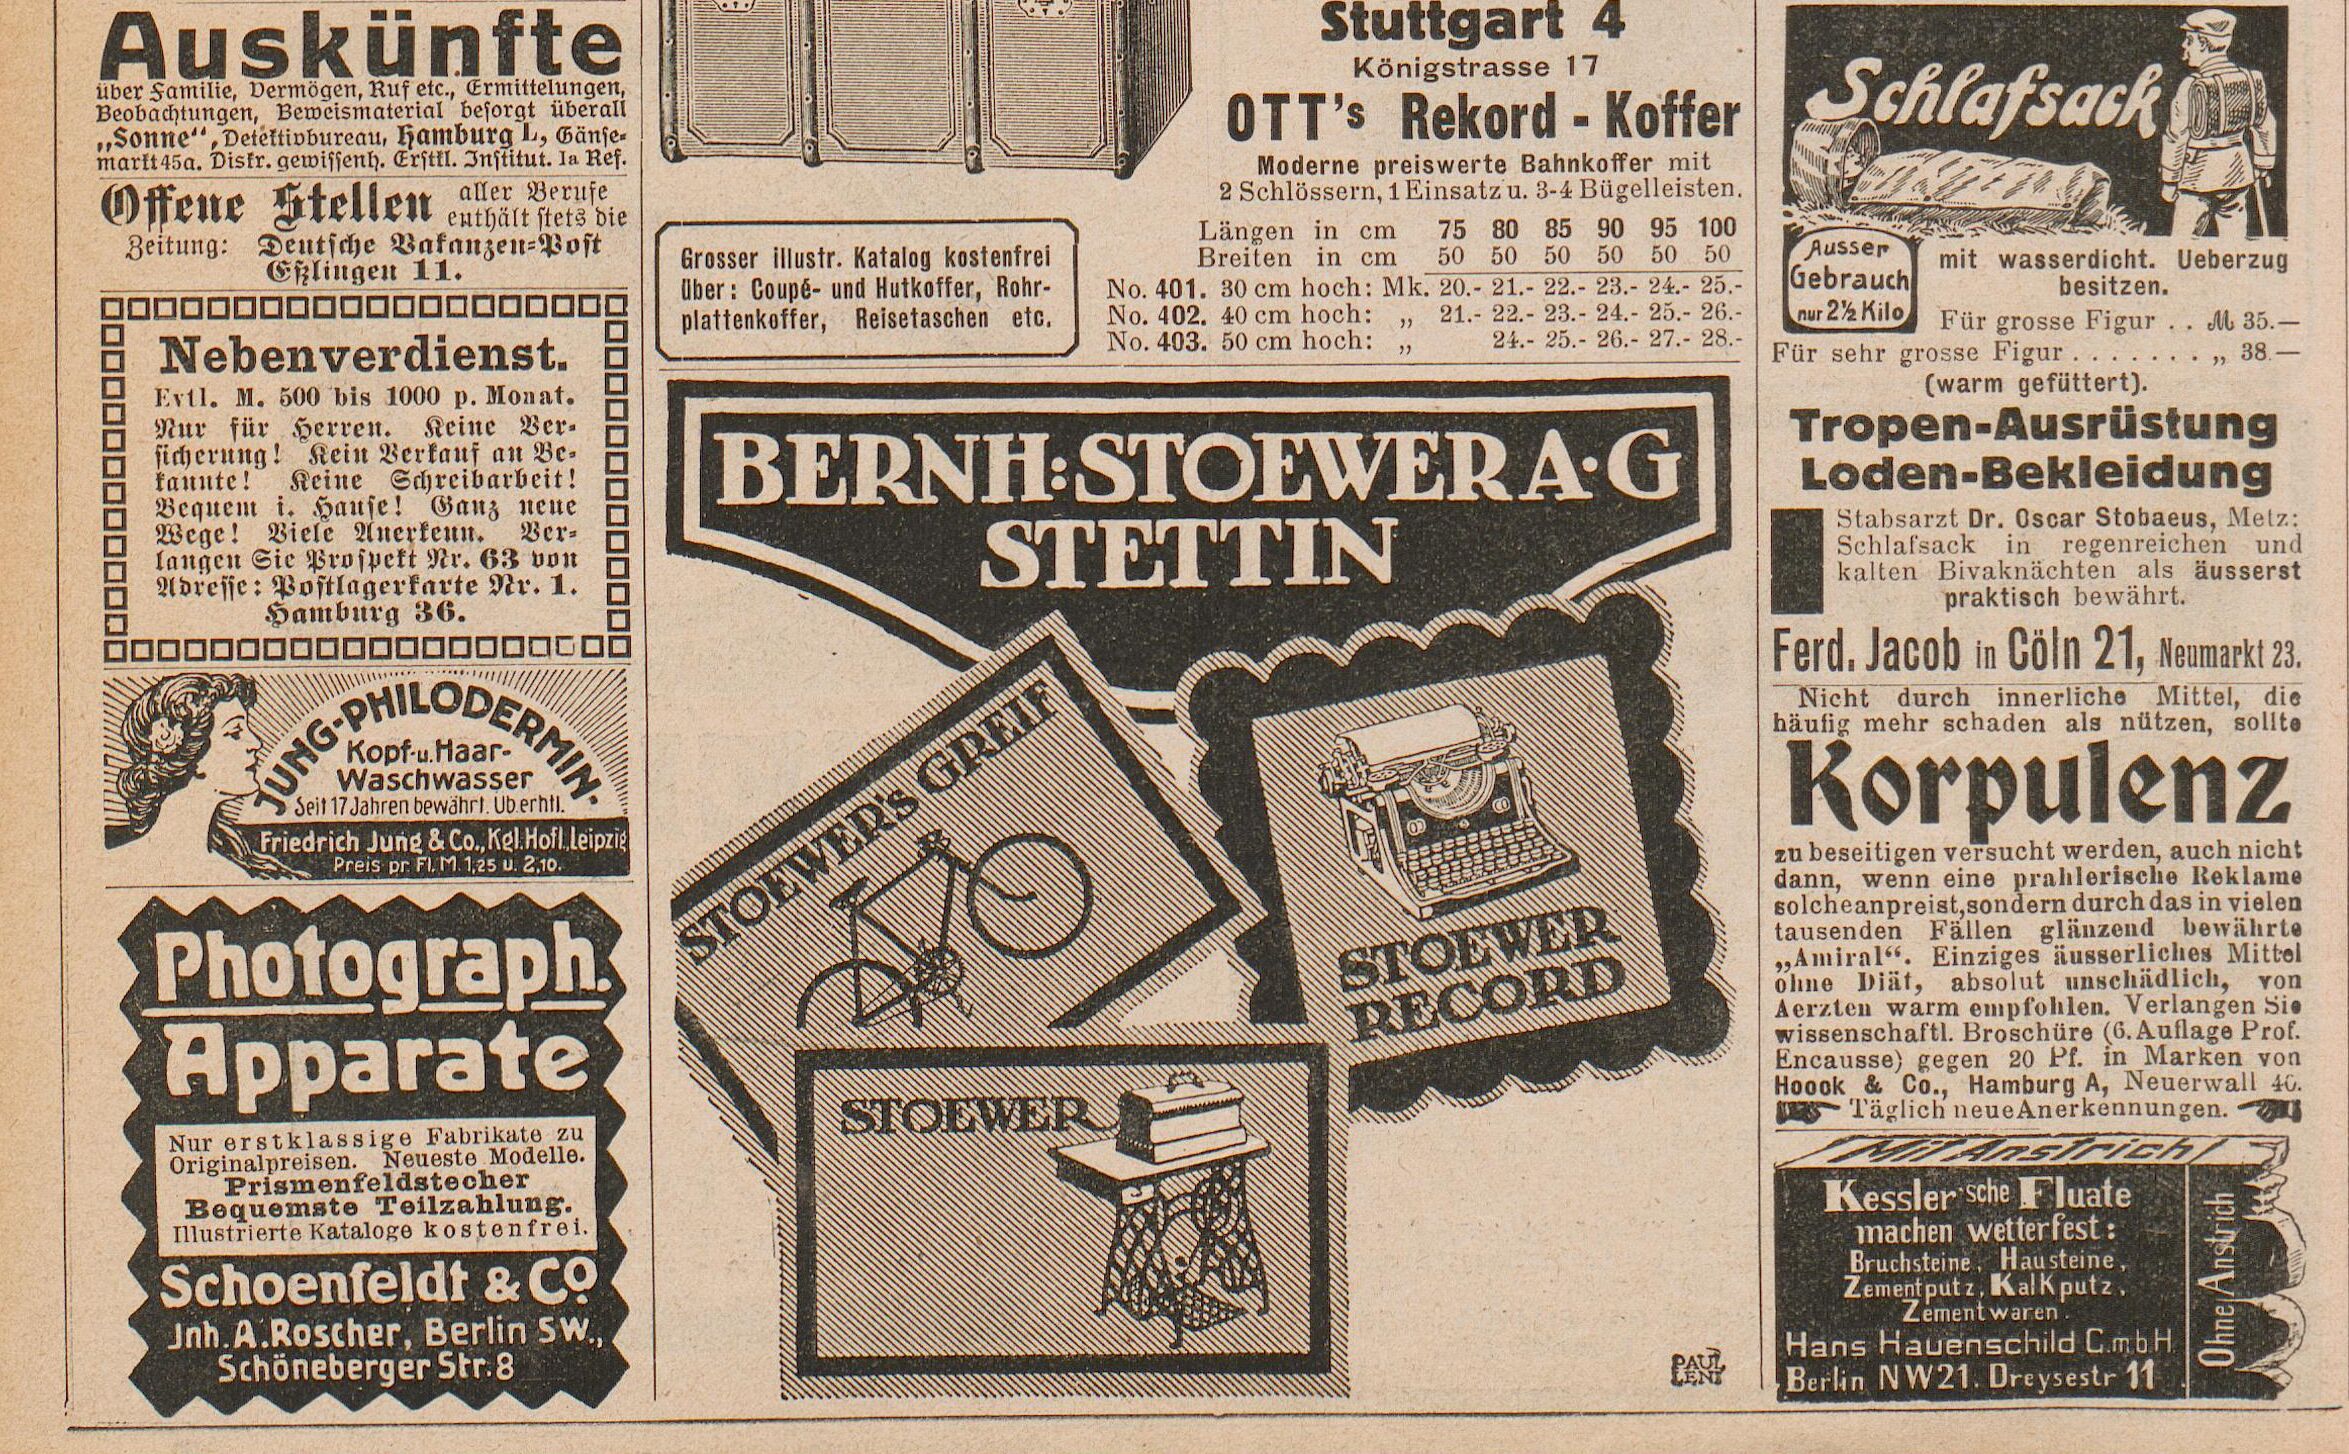 Auskünfte
über Familie, Vermögen, Ruf etc., Ermittelungen,
Beobachtungen, Beweismaterial besorgt überall
„Sonne“, Detektivbureau, Hamburg L, Gänse-
markt 45a. Diskr. gewissenh. Erstkl. Institut. Ia Ref.
Offene Stellen aller Berufe
enthält stets die
Zeitung: Deutsche Vakanzen=Post
Eßlingen 11.
Nebenverdienst.
Evtl. M. 500 bis 1000 p. Monat.
Nur für Herren. Keine Ver-
sicherung! Kein Verkauf an Be-
kannte! Keine Schreibarbeit!
Bequem i. Hause! Ganz neue
Wege! Viele Anerkenn. Ver-
langen Sie Prospekt Nr. 63 von
Adresse: Postlagerkarte Nr. 1.
Hamburg 36.
JUNG-PHILODERMIN.
Kopf-u. Haar-
Waschwasser
Seit 17 Jahren bewährt. Üb. erhtl.
Friedrich Jung & Co., Kgl. Hofl. Leipzig
Preis pr. Fl. M. 1,25 u. 2,10.
Photograph.
Apparate
Nur erstklassige Fabrikate zu
Originalpreisen. Neueste Modelle.
Prismenfeldstecher
Bequemste Teilzahlung.
Illustrierte Kataloge kostenfrei.
Schoenfeldt & Co
Jnh. A. Roscher, Berlin SW.,
Schöneberger Str. 8
Stuttgart 4
Königstrasse 17
OTT's Rekord - Koffer
Moderne preiswerte Bahnkoffer mit
2 Schlössern, 1 Einsatz u. 3-4 Bügelleisten.
Grosser illustr. Katalog kostenfrei
über: Coupé- und Hutkoffer, Rohr-
plattenkoffer, Reisetaschen etc.
Längen in cm 75 80 85 90 95 100
Breiten in cm 50 50 50 50 50 50
No. 401. 30 cm hoch: Mk. 20.- 21.- 22.- 23.- 24.- 25.-
No. 402. 40 cm hoch: „ 21.- 22.- 23.- 24.- 25.- 26.-
No. 403. 50 cm hoch: „ 24.- 25.- 26.- 27.- 28.-
BERNH: STOEWER A·G
STETTIN
STOEWER'S GREIF
STOEWER
RECORD
STOEWER
PAUL
LENI
Schlafsack
Ausser
Gebrauch
nur 2½ Kilo
mit wasserdicht. Ueberzug
besitzen.
Für grosse Figur . . M 35.—
Für sehr grosse Figur . . . . . . . „ 38.—
(warm gefüttert).
Tropen-Ausrüstung
Loden-Bekleidung
Stabsarzt Dr. Oscar Stobaeus, Metz:
Schlafsack in regenreichen und
kalten Bivaknächten als äusserst
praktisch bewährt.
Ferd. Jacob in Cöln 21, Neumarkt 23.
Nicht durch innerliche Mittel, die
häufig mehr schaden als nützen, sollte
Korpulenz
zu beseitigen versucht werden, auch nicht
dann, wenn eine prahlerische Reklame
solche anpreist, sondern durch das in vielen
tausenden Fällen glänzend bewährte
„Amiral“. Einziges äusserliches Mittel
ohne Diät, absolut unschädlich, von
Aerzten warm empfohlen. Verlangen Sie
wissenschaftl. Broschüre (6. Auflage Prof.
Encausse) gegen 20 Pf. in Marken von
Hoock & Co., Hamburg A, Neuerwall 40.
Täglich neue Anerkennungen.
Mit Anstrich
Kessler'sche Fluate
machen wetterfest:
Bruchsteine, Hausteine,
Zementputz, Kalkputz,
Zementwaren.
Hans Hauenschild G.m.b.H.
Berlin NW21. Dreysestr 11
Ohne Anstrich